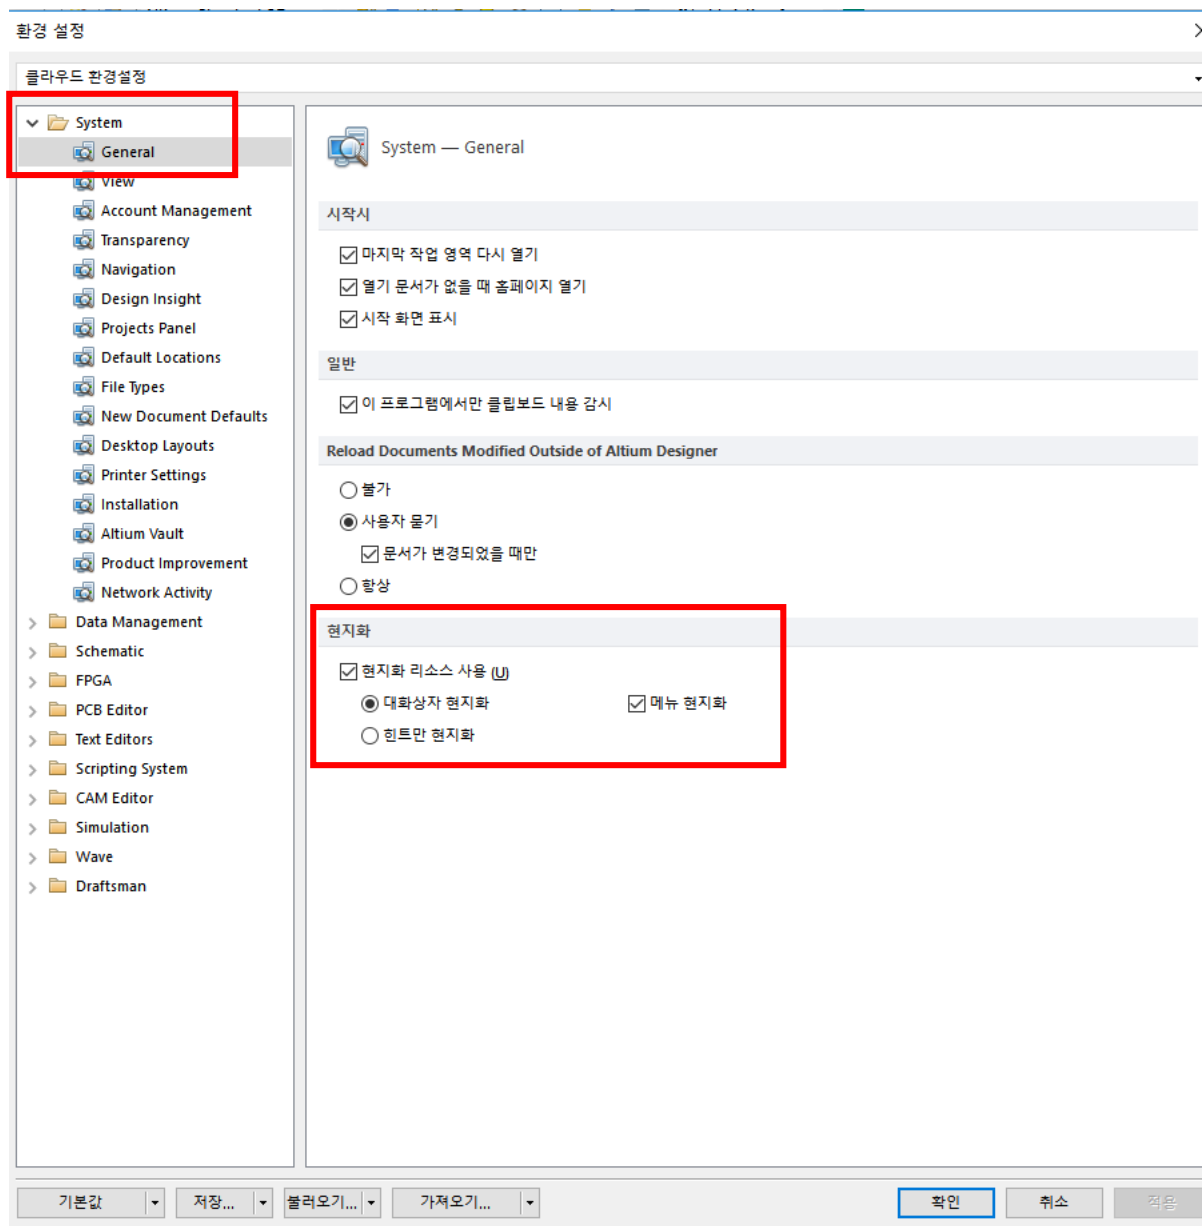 환경 설정
클라우드 환경설정
System
General
View
Account Management
Transparency
Navigation
Design Insight
Projects Panel
Default Locations
File Types
New Document Defaults
Desktop Layouts
Printer Settings
Installation
Altium Vault
Product Improvement
Network Activity
Data Management
Schematic
FPGA
PCB Editor
Text Editors
Scripting System
CAM Editor
Simulation
Wave
Draftsman
System — General
시작시
마지막 작업 영역 다시 열기
열기 문서가 없을 때 홈페이지 열기
시작 화면 표시
일반
이 프로그램에서만 클립보드 내용 감시
Reload Documents Modified Outside of Altium Designer
불가
사용자 묻기
문서가 변경되었을 때만
항상
현지화
현지화 리소스 사용 (U)
대화상자 현지화 메뉴 현지화
힌트만 현지화
기본값 저장... 불러오기... 가져오기... 확인 취소 적용